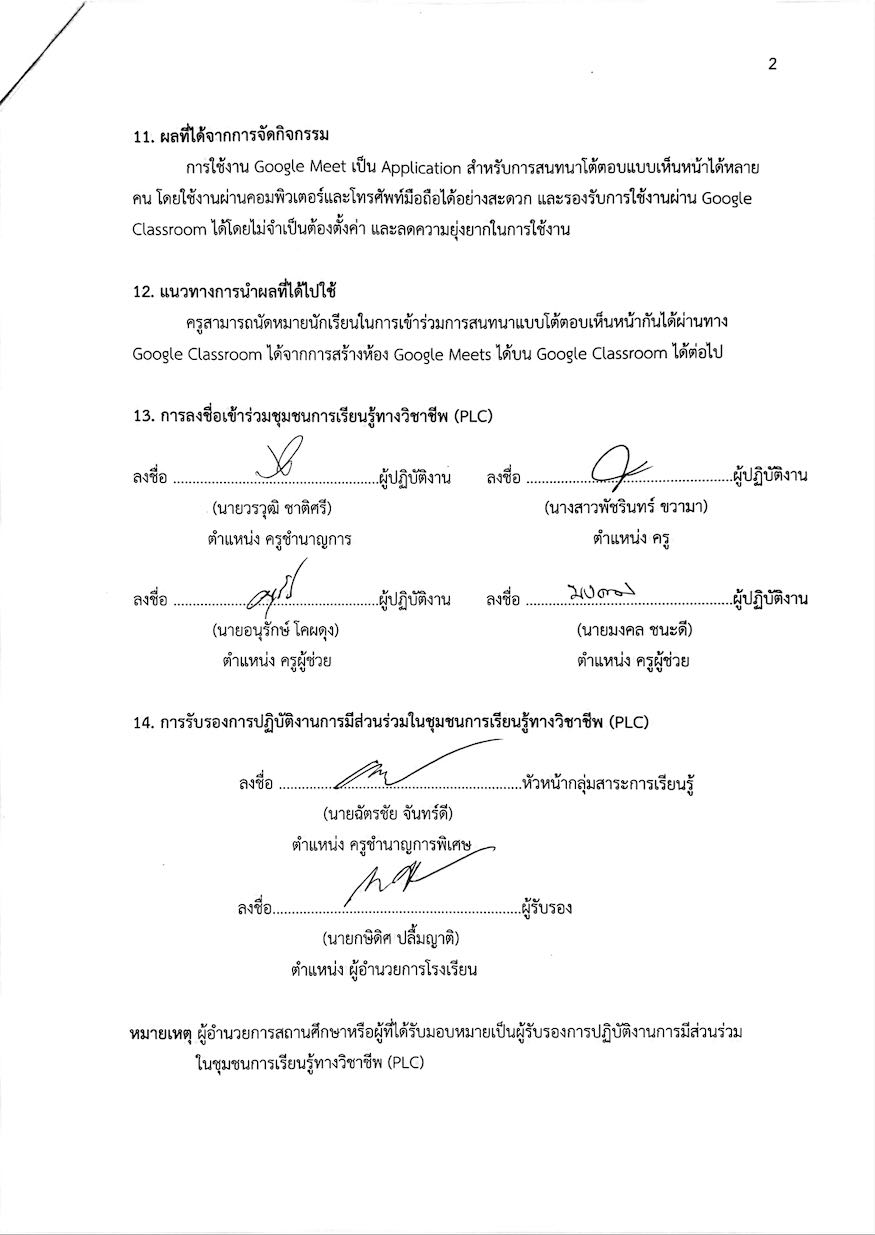 2
11. ผลที่ได้จากการจัดกิจกรรม
การใช้งาน Google Meet เป็น Application สำหรับการสนทนาโต้ตอบแบบเห็นหน้าได้หลาย
คน โดยใช้งานผ่านคอมพิวเตอร์และโทรศัพท์มือถือได้อย่างสะดวก และรองรับการใช้งานผ่าน Google
Classroom ได้โดยไม่จำเป็นต้องตั้งค่า และลดความยุ่งยากในการใช้งาน
12. แนวทางการนำผลที่ได้ไปใช้
ครูสามารถนัดหมายนักเรียนในการเข้าร่วมการสนทนาแบบโต้ตอบเห็นหน้ากันได้ผ่านทาง
Google Classroom ได้จากการสร้างห้อง Google Meets ได้บน Google Classroom ได้ต่อไป
13. การลงชื่อเข้าร่วมชุมชนการเรียนรู้ทางวิชาชีพ (PLC)
ลงชื่อ ..........................................ผู้ปฏิบัติงาน ลงชื่อ ..........................................ผู้ปฏิบัติงาน
(นายวรวุฒิ ชาติศรี) (นางสาวพัชรินทร์ ขวามา)
ตำแหน่ง ครูชำนาญการ ตำแหน่ง ครู
ลงชื่อ ..........................................ผู้ปฏิบัติงาน ลงชื่อ ..........................................ผู้ปฏิบัติงาน
(นายอนุรักษ์ โคผดุง) (นายมงคล ชนะดี)
ตำแหน่ง ครูผู้ช่วย ตำแหน่ง ครูผู้ช่วย
14. การรับรองการปฏิบัติงานการมีส่วนร่วมในชุมชนการเรียนรู้ทางวิชาชีพ (PLC)
ลงชื่อ ..................................................หัวหน้ากลุ่มสาระการเรียนรู้
(นายฉัตรชัย จันทร์ดี)
ตำแหน่ง ครูชำนาญการพิเศษ
ลงชื่อ..................................................ผู้รับรอง
(นายกษิดิศ ปลื้มญาติ)
ตำแหน่ง ผู้อำนวยการโรงเรียน
หมายเหตุ ผู้อำนวยการสถานศึกษาหรือผู้ที่ได้รับมอบหมายเป็นผู้รับรองการปฏิบัติงานการมีส่วนร่วม
ในชุมชนการเรียนรู้ทางวิชาชีพ (PLC)